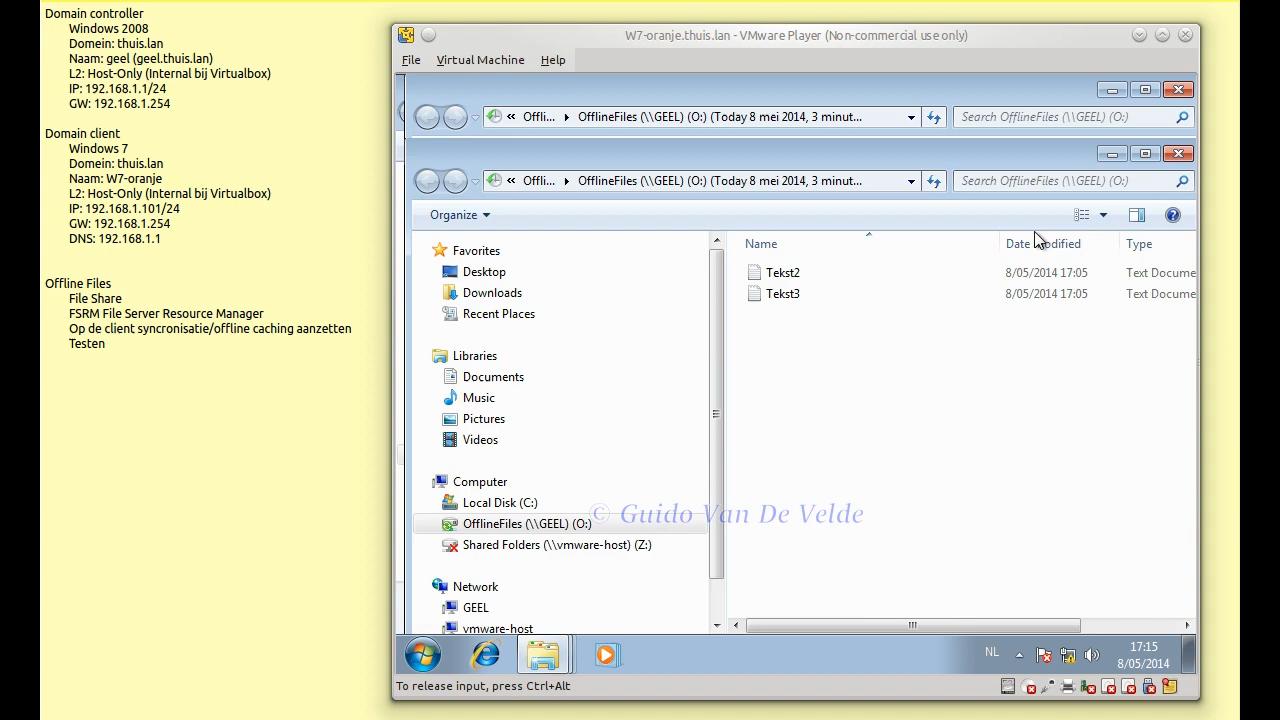 Domain controller
Windows 2008
Domein: thuis.lan
Naam: geel (geel.thuis.lan)
L2: Host-Only (Internal bij Virtualbox)
IP: 192.168.1.1/24
GW: 192.168.1.254
Domain client
Windows 7
Domein: thuis.lan
Naam: W7-oranje
L2: Host-Only (Internal bij Virtualbox)
IP: 192.168.1.101/24
GW: 192.168.1.254
DNS: 192.168.1.1
Offline Files
File Share
FSRM File Server Resource Manager
Op de client syncronisatie/offline caching aanzetten
Testen
W7-oranje.thuis.lan - VMware Player (Non-commercial use only)
File Virtual Machine Help
« Offli... OfflineFiles (\\GEEL) (O:) (Today 8 mei 2014, 3 minut... Search OfflineFiles (\\GEEL) (O:)
« Offli... OfflineFiles (\\GEEL) (O:) (Today 8 mei 2014, 3 minut... Search OfflineFiles (\\GEEL) (O:)
Organize
Name Date modified Type
Tekst2 8/05/2014 17:05 Text Docume
Tekst3 8/05/2014 17:05 Text Docume
Favorites
Desktop
Downloads
Recent Places
Libraries
Documents
Music
Pictures
Videos
Computer
Local Disk (C:)
OfflineFiles (\\GEEL) (O:)
Shared Folders (\\vmware-host) (Z:)
Network
GEEL
vmware-host
© Guido Van De Velde
NL
17:15
8/05/2014
To release input, press Ctrl+Alt